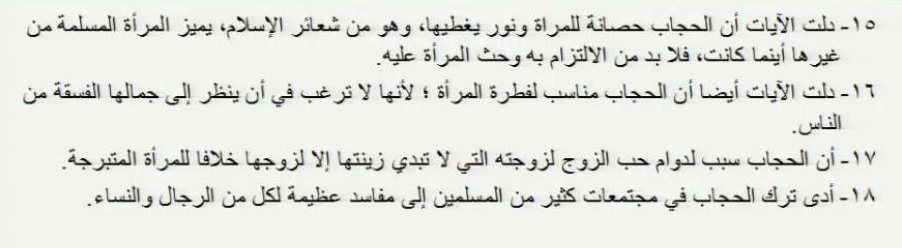 ١٥- دلت الآيات أن الحجاب حصانة للمراة ونور يغطيها، وهو من شعائر الإسلام، يميز المرأة المسلمة من
غيرها أينما كانت، فلا بد من الالتزام به وحث المرأة عليه.
١٦- دلت الآيات أيضا أن الحجاب مناسب لفطرة المرأة ؛ لأنها لا ترغب في أن ينظر إلى جمالها الفسقة من
الناس.
١٧- أن الحجاب سبب لدوام حب الزوج لزوجته التي لا تبدي زينتها إلا لزوجها خلافا للمرأة المتبرجة.
١٨- أدى ترك الحجاب في مجتمعات كثير من المسلمين إلى مفاسد عظيمة لكل من الرجال والنساء.